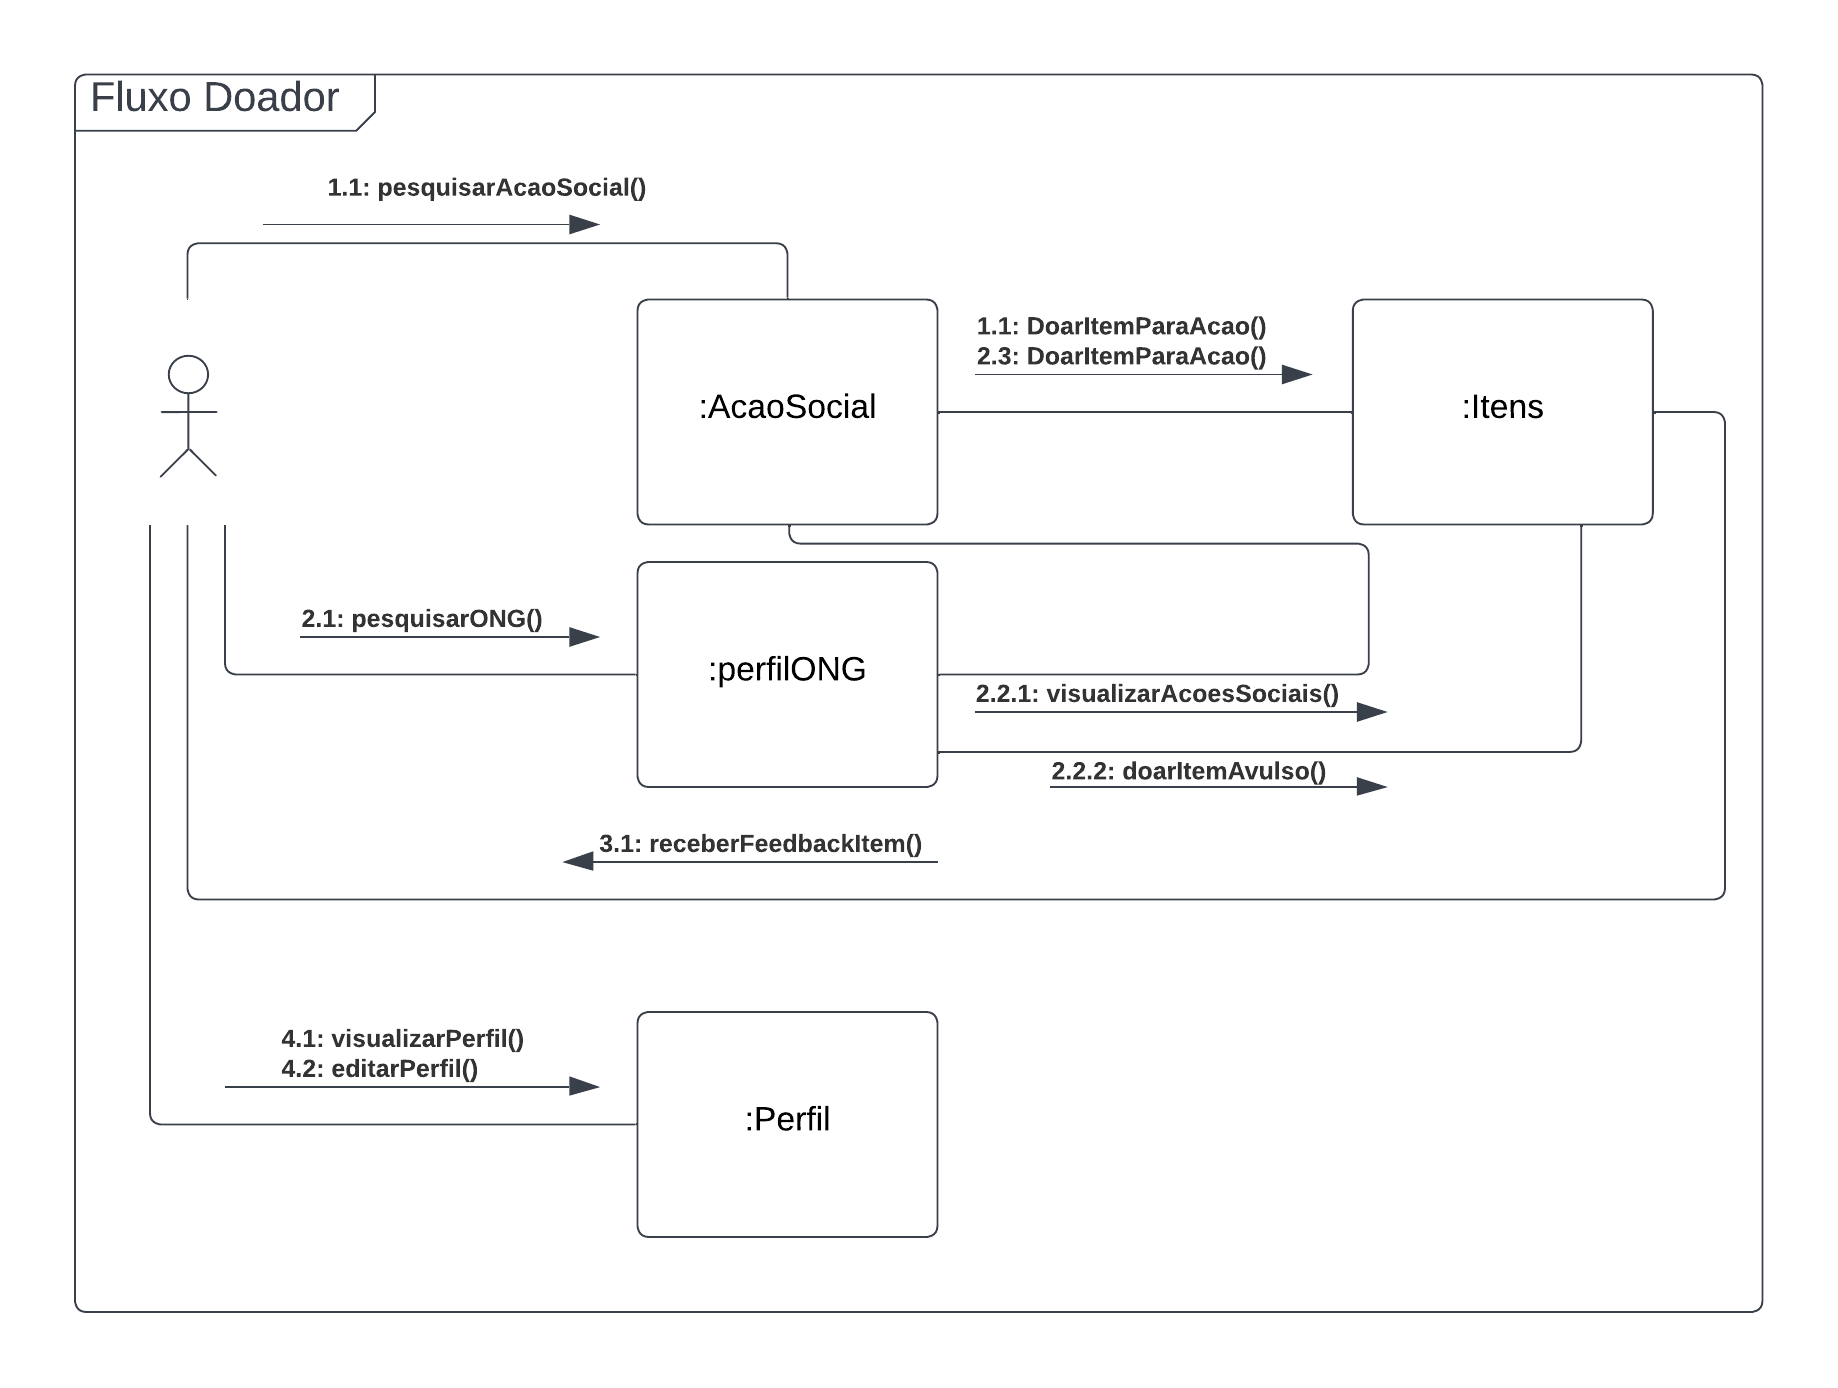 Fluxo Doador
1.1: pesquisarAcaoSocial()
:AcaoSocial
1.1: DoarItemParaAcao()
2.3: DoarItemParaAcao()
:Itens
2.1: pesquisarONG()
:perfilONG
2.2.1: visualizarAcoesSociais()
2.2.2: doarItemAvulso()
3.1: receberFeedbackItem()
4.1: visualizarPerfil()
4.2: editarPerfil()
:Perfil